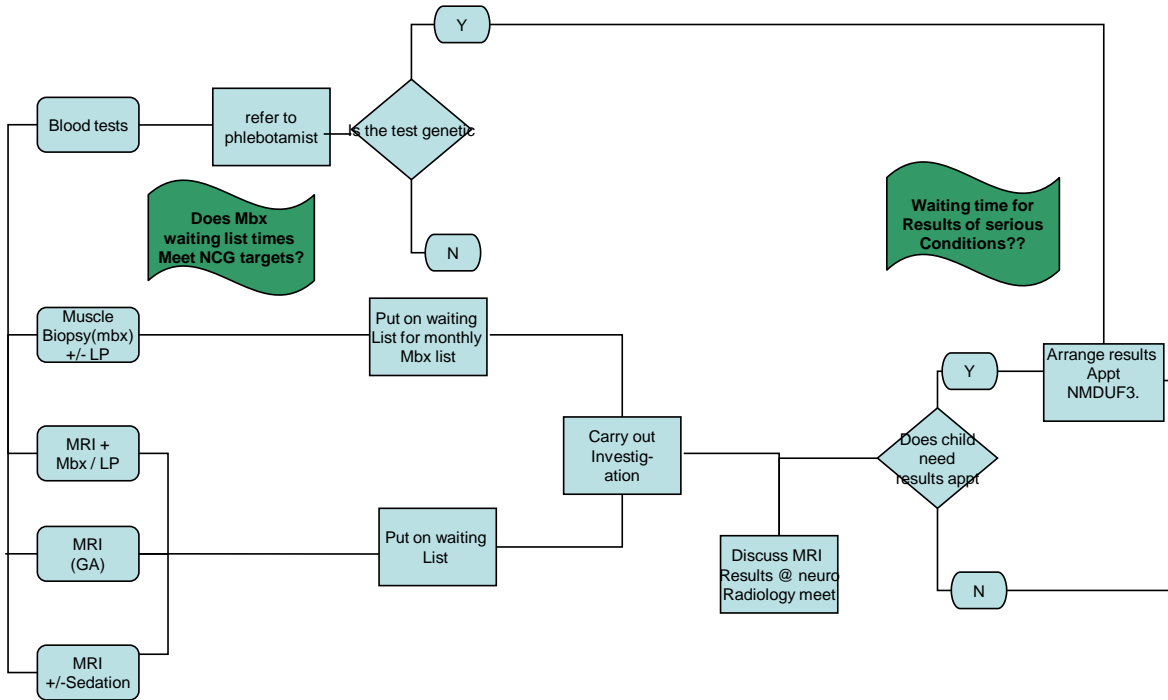 Y
Blood tests
refer to
phlebotamist
Is the test genetic
Does Mbx
waiting list times
Meet NCG targets?
Waiting time for
Results of serious
Conditions??
N
Muscle
Biopsy(mbx)
+/- LP
Put on waiting
List for monthly
Mbx list
Y
Arrange results
Appt
NMDUF3.
MRI +
Mbx / LP
Carry out
Investig-
ation
Does child
need
results appt
MRI
(GA)
Put on waiting
List
Discuss MRI
Results @ neuro
Radiology meet
N
MRI
+/-Sedation